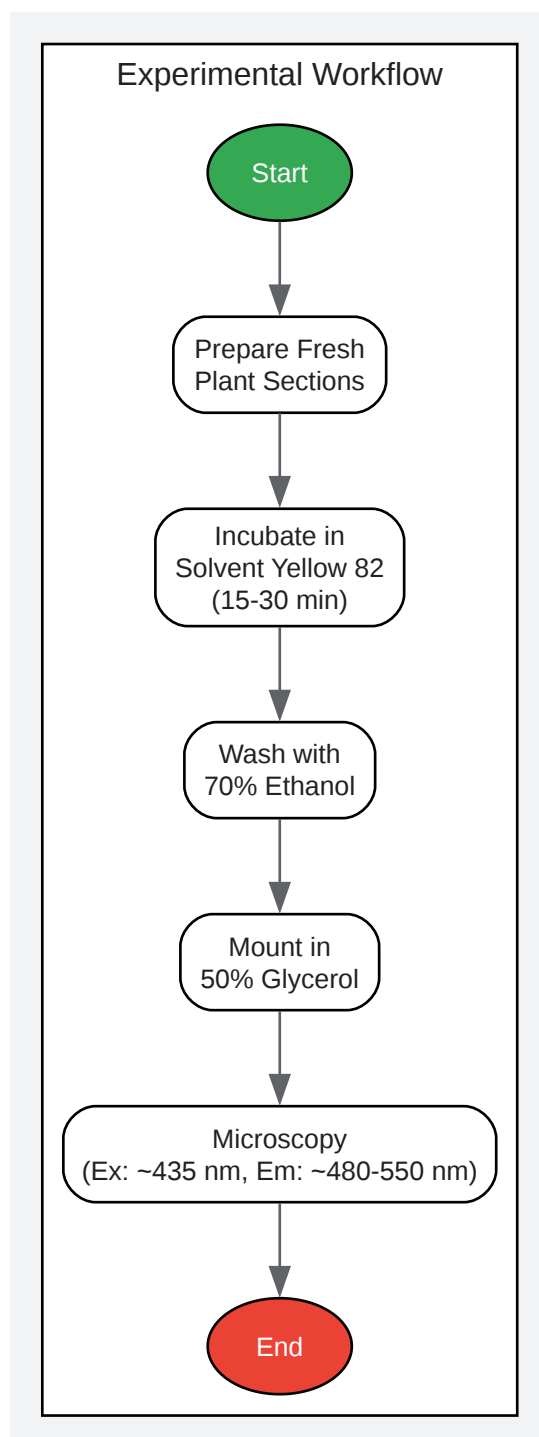 Experimental Workflow
Start
Prepare Fresh
Plant Sections
Incubate in
Solvent Yellow 82
(15-30 min)
Wash with
70% Ethanol
Mount in
50% Glycerol
Microscopy
(Ex: ~435 nm, Em: ~480-550 nm)
End